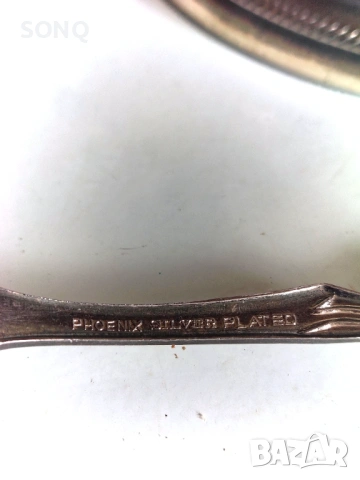 SONQ
PHOENIX SILVER PLATED
BAZAR